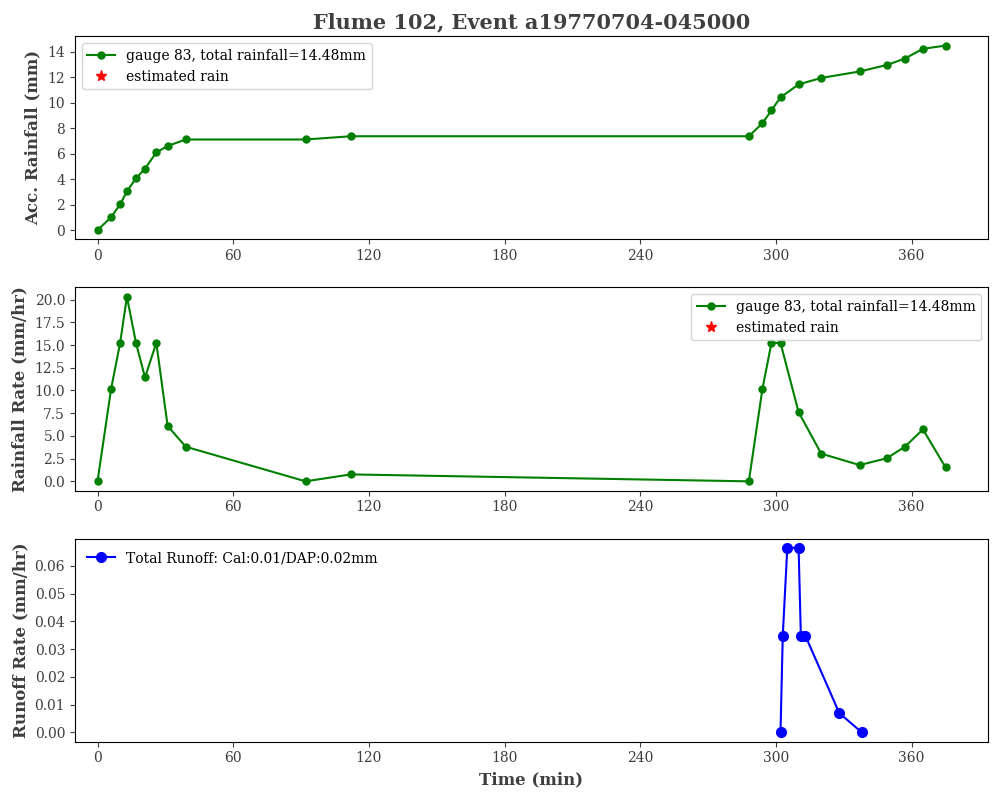 Flume 102, Event a19770704-045000
Acc. Rainfall (mm)
14
12
10
8
6
4
2
0
gauge 83, total rainfall=14.48mm
estimated rain
0 60 120 180 240 300 360
Rainfall Rate (mm/hr)
20.0
17.5
15.0
12.5
10.0
7.5
5.0
2.5
0.0
gauge 83, total rainfall=14.48mm
estimated rain
0 60 120 180 240 300 360
Runoff Rate (mm/hr)
0.06
0.05
0.04
0.03
0.02
0.01
0.00
Total Runoff: Cal:0.01/DAP:0.02mm
0 60 120 180 240 300 360
Time (min)